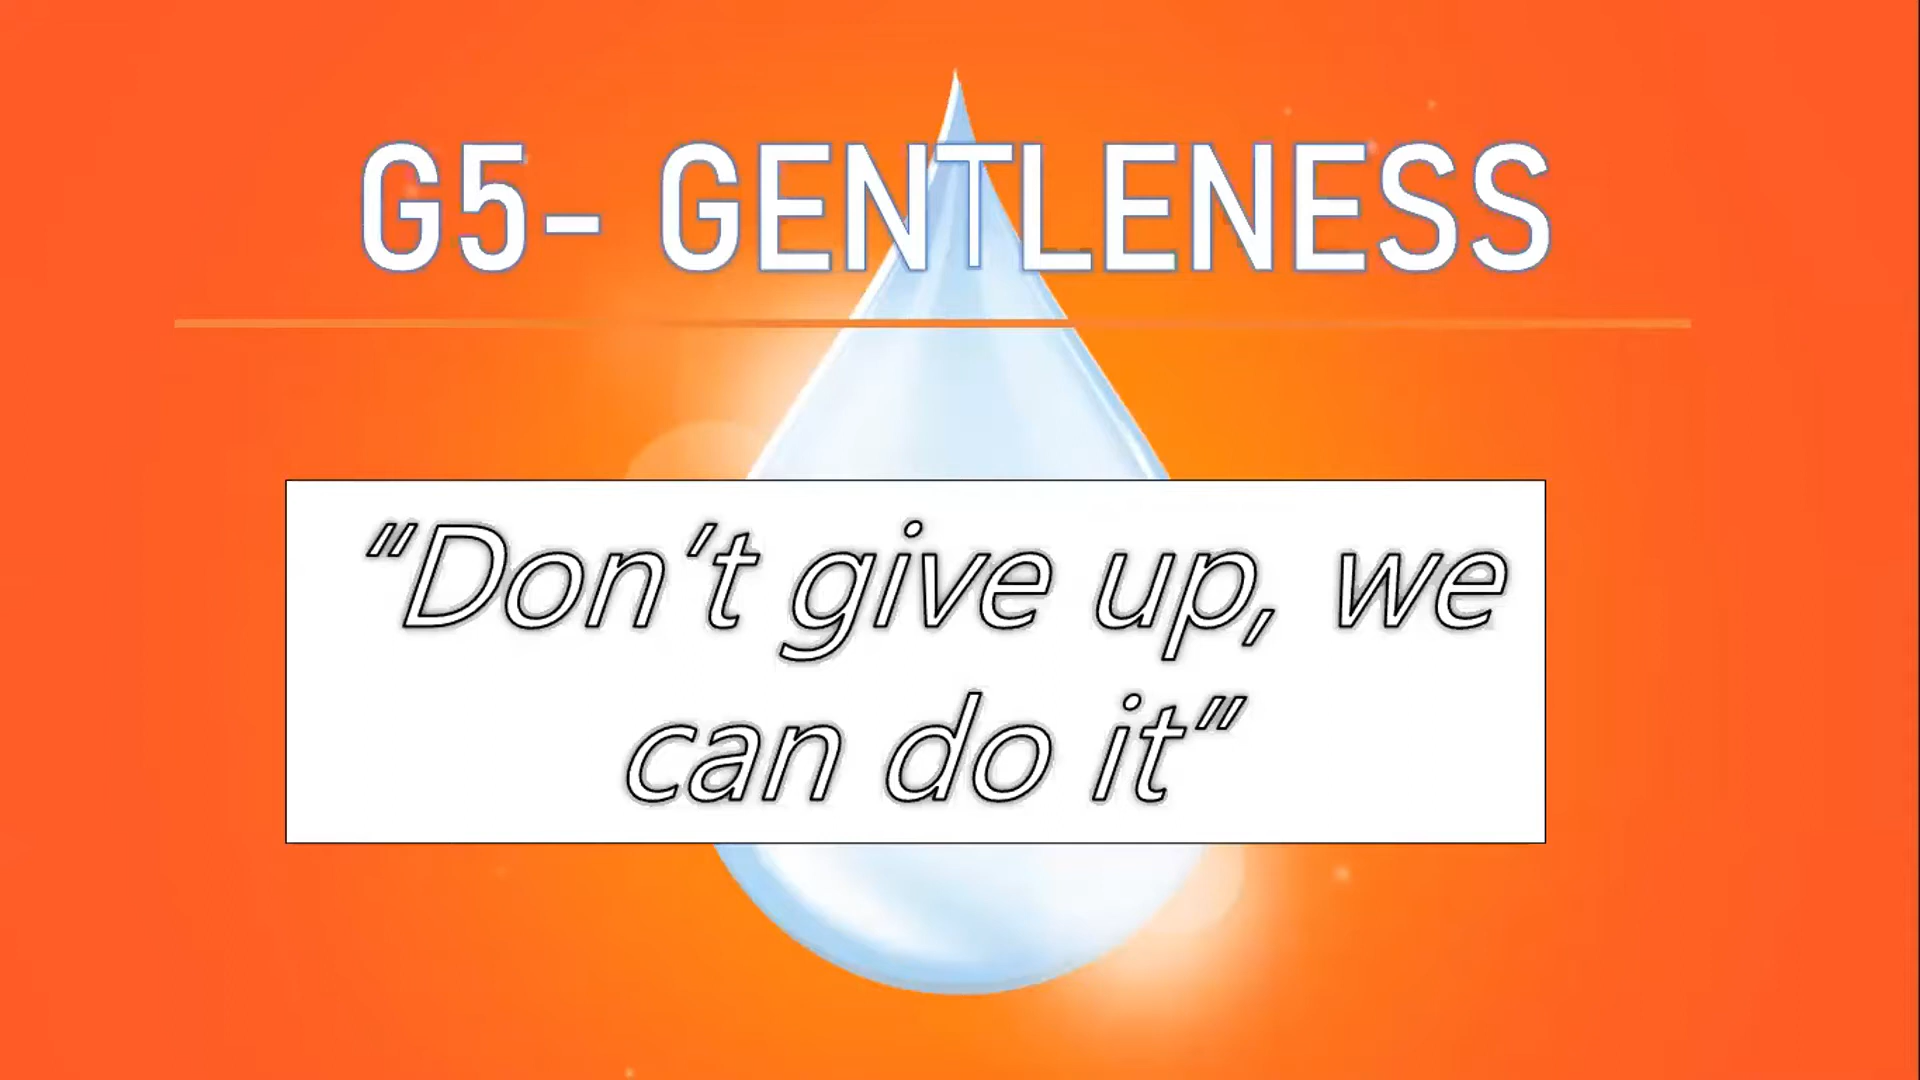 G5- GENTLENESS
“Don’t give up, we
can do it”